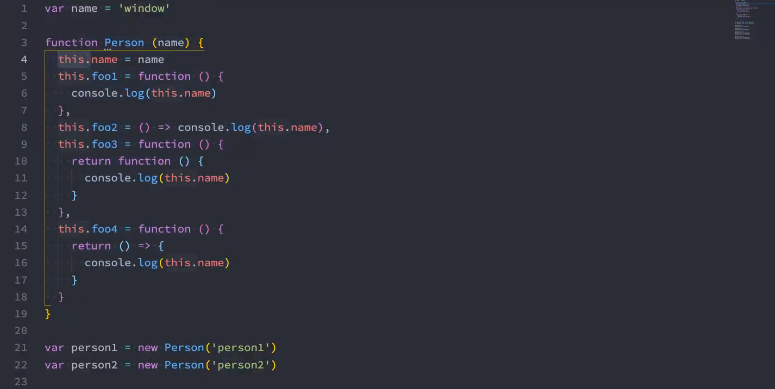 1 var name = 'window'
2
3 function Person (name) {
4   this.name = name
5   this.foo1 = function () {
6     console.log(this.name)
7   },
8   this.foo2 = () => console.log(this.name),
9   this.foo3 = function () {
10     return function () {
11       console.log(this.name)
12     }
13   },
14   this.foo4 = function () {
15     return () => {
16       console.log(this.name)
17     }
18   }
19 }
20
21 var person1 = new Person('person1')
22 var person2 = new Person('person2')
23